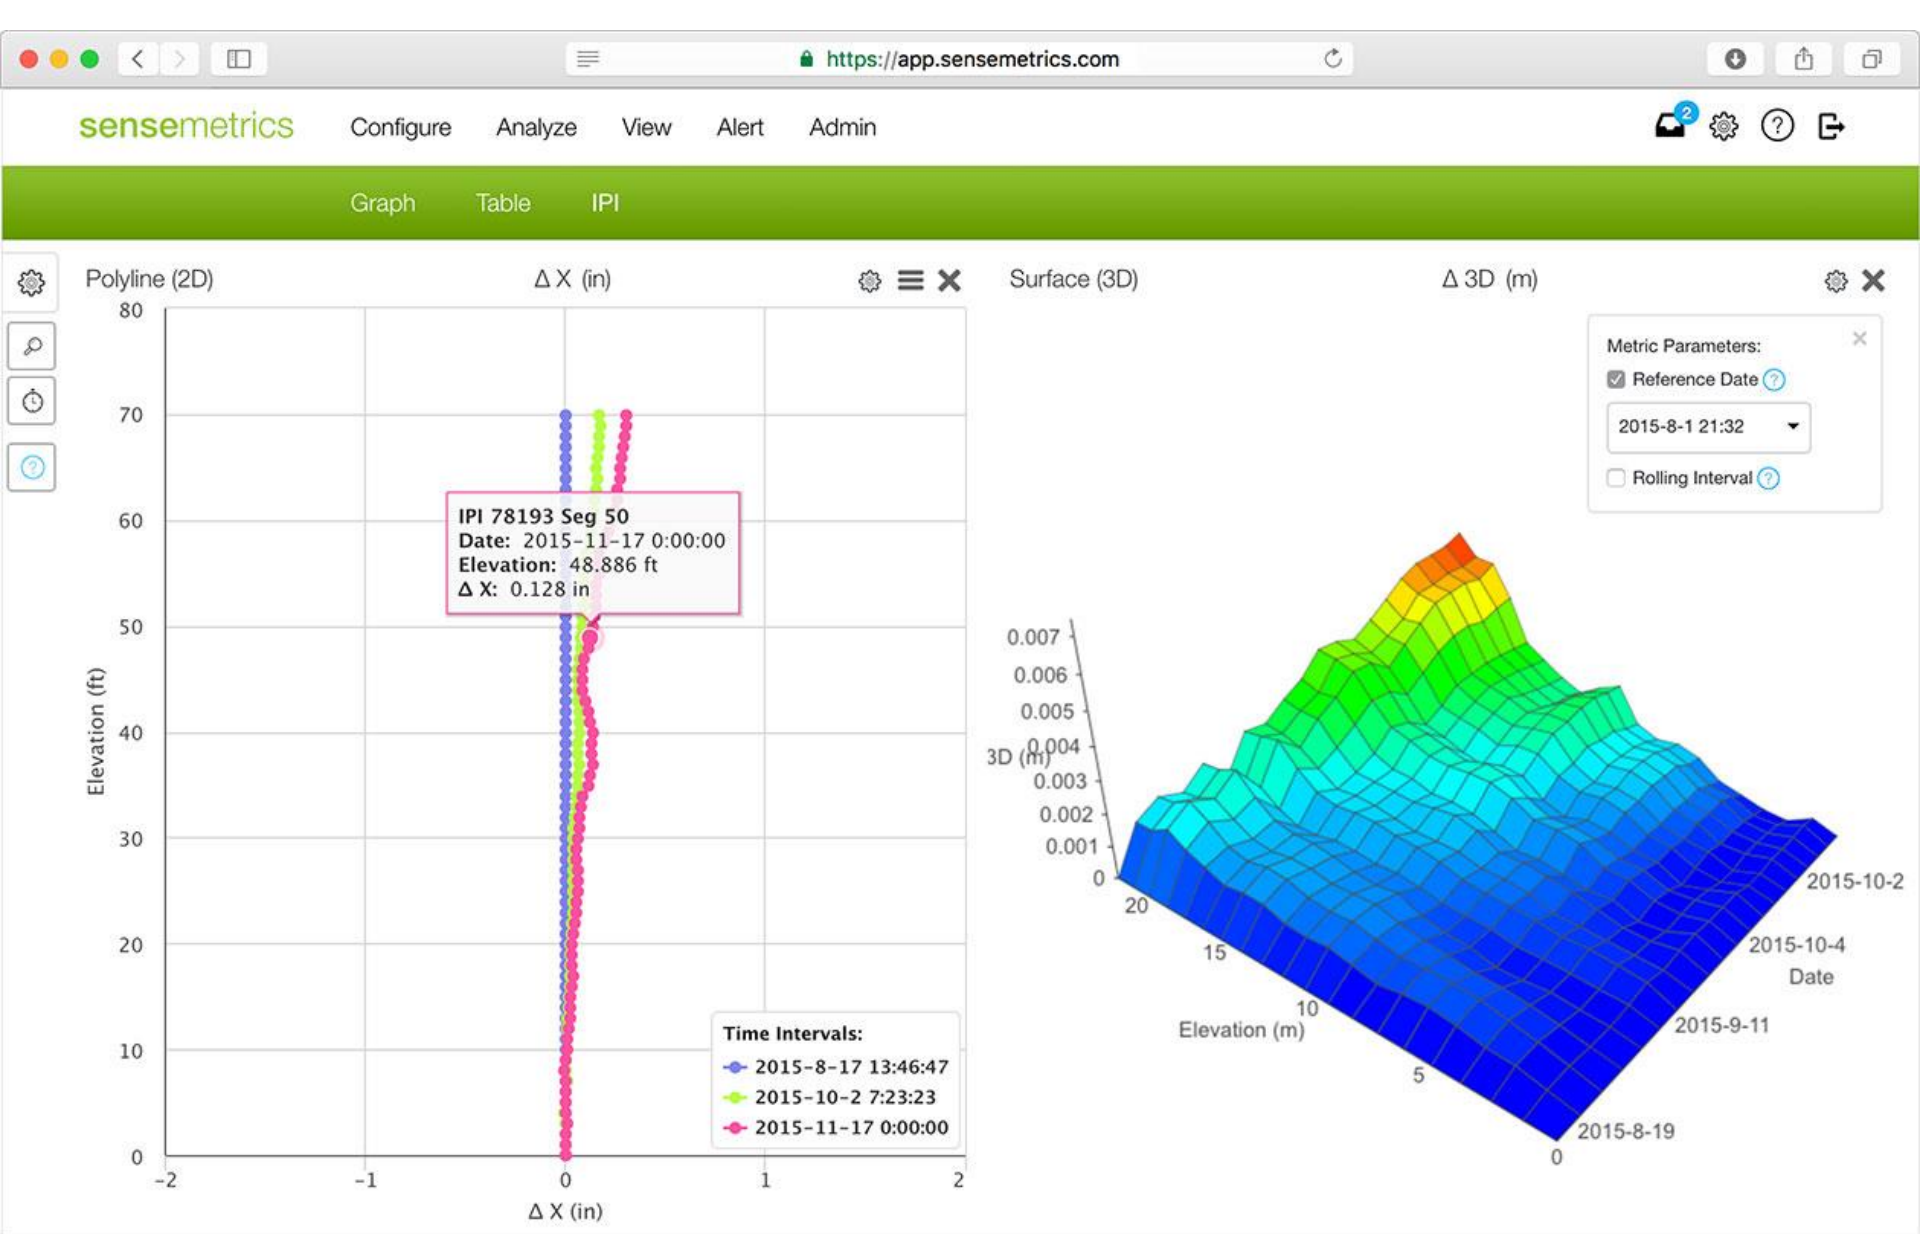 https://app.sensemetrics.com
sensemetrics Configure Analyze View Alert Admin 2 ?
Graph Table IPI
Polyline (2D) Δ X (in)
80
70
60
50
40
30
20
10
0
Elevation (ft)
IPI 78193 Seg 50
Date: 2015-11-17 0:00:00
Elevation: 48.886 ft
Δ X: 0.128 in
Time Intervals:
2015-8-17 13:46:47
2015-10-2 7:23:23
2015-11-17 0:00:00
-2 -1 0 1 2
Δ X (in)
?
Surface (3D) Δ 3D (m)
Metric Parameters:
Reference Date ?
2015-8-1 21:32
Rolling Interval ?
0.007
0.006
0.005
0.004
3D (m)
0.003
0.002
0.001
0
20
15
10
5
0
Elevation (m)
2015-10-2
2015-10-4
Date
2015-9-11
2015-8-19